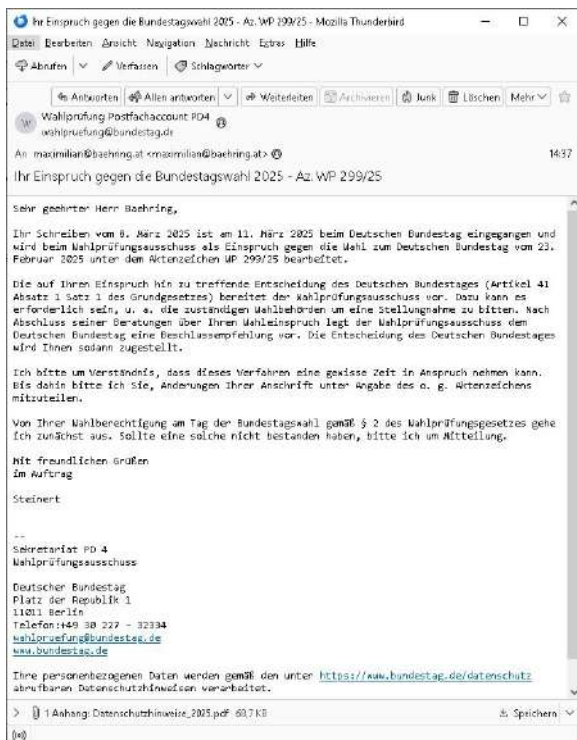 Ihr Einspruch gegen die Bundestagswahl 2025 - Az. WP 299/25 - Mozilla Thunderbird
Datei Bearbeiten Ansicht Navigation Nachricht Extras Hilfe
Abrufen Verfassen Schlagwörter
Antworten Allen antworten Weiterleiten Archivieren Junk Löschen Mehr
W Wahlprüfung Postfachaccount PD4
wahlpruefung@bundestag.de
An maximilian@baehring.at <maximilian@baehring.at> 14:37
Ihr Einspruch gegen die Bundestagswahl 2025 - Az. WP 299/25
Sehr geehrter Herr Baehring,
Ihr Schreiben vom 8. März 2025 ist am 11. März 2025 beim Deutschen Bundestag eingegangen und
wird beim Wahlprüfungsausschuss als Einspruch gegen die Wahl zum Deutschen Bundestag vom 23.
Februar 2025 unter dem Aktenzeichen WP 299/25 bearbeitet.
Die auf Ihren Einspruch hin zu treffende Entscheidung des Deutschen Bundestages (Artikel 41
Absatz 1 Satz 1 des Grundgesetzes) bereitet der Wahlprüfungsausschuss vor. Dazu kann es
erforderlich sein, u. a. die zuständigen Wahlbehörden um eine Stellungnahme zu bitten. Nach
Abschluss seiner Beratungen über Ihren Wahleinspruch legt der Wahlprüfungsausschuss dem
Deutschen Bundestag eine Beschlussempfehlung vor. Die Entscheidung des Deutschen Bundestages
wird Ihnen sodann zugestellt.
Ich bitte um Verständnis, dass dieses Verfahren eine gewisse Zeit in Anspruch nehmen kann.
Bis dahin bitte ich Sie, Änderungen Ihrer Anschrift unter Angabe des o. g. Aktenzeichens
mitzuteilen.
Von Ihrer Wahlberechtigung am Tag der Bundestagswahl gemäß § 2 des Wahlprüfungsgesetzes gehe
ich zunächst aus. Sollte eine solche nicht bestanden haben, bitte ich um Mitteilung.
Mit freundlichen Grüßen
im Auftrag
Steinert
--
Sekretariat PD 4
Wahlprüfungsausschuss
Deutscher Bundestag
Platz der Republik 1
11011 Berlin
Telefon:+49 30 227 - 32334
wahlpruefung@bundestag.de
www.bundestag.de
Ihre personenbezogenen Daten werden gemäß den unter https://www.bundestag.de/datenschutz
abrufbaren Datenschutzhinweisen verarbeitet.
1 Anhang: Datenschutzhinweise_2025.pdf 68,7 KB Speichern